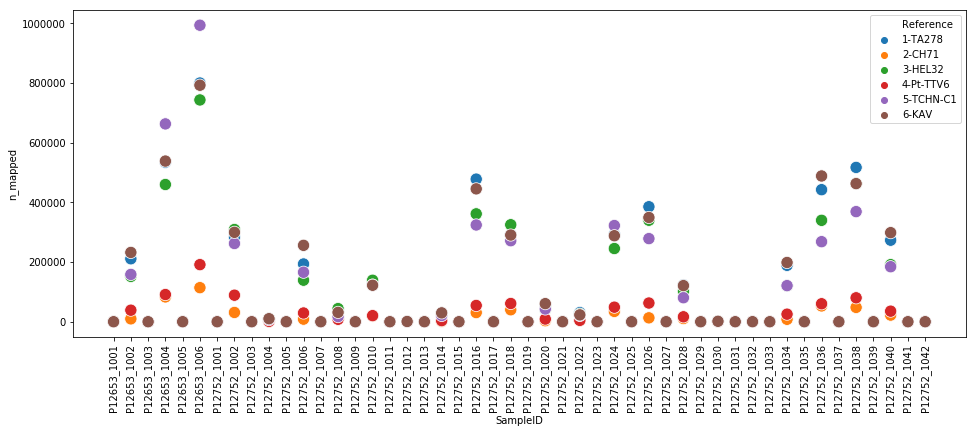 1000000
800000
600000
400000
200000
0
n_mapped
Reference
1-TA278
2-CH71
3-HEL32
4-Pt-TTV6
5-TCHN-C1
6-KAV
P12653_1001
P12653_1002
P12653_1003
P12653_1004
P12653_1005
P12653_1006
P12752_1001
P12752_1002
P12752_1003
P12752_1004
P12752_1005
P12752_1006
P12752_1007
P12752_1008
P12752_1009
P12752_1010
P12752_1011
P12752_1012
P12752_1013
P12752_1014
P12752_1015
P12752_1016
P12752_1017
P12752_1018
P12752_1019
P12752_1020
P12752_1021
P12752_1022
P12752_1023
P12752_1024
P12752_1025
P12752_1026
P12752_1027
P12752_1028
P12752_1029
P12752_1030
P12752_1031
P12752_1032
P12752_1033
P12752_1034
P12752_1035
P12752_1036
P12752_1037
P12752_1038
P12752_1039
P12752_1040
P12752_1041
P12752_1042
SampleID